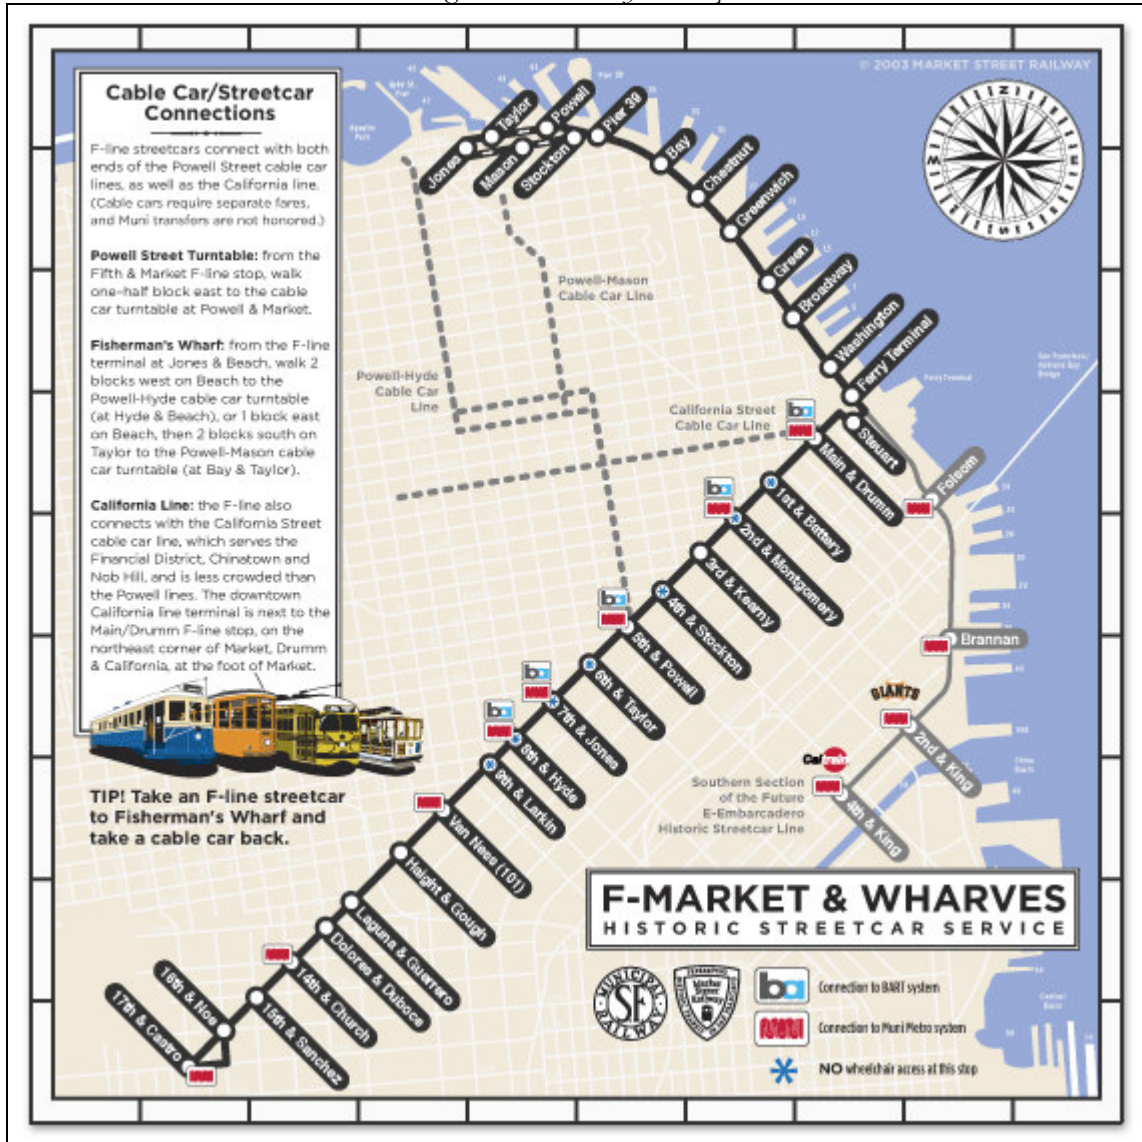 © 2003 MARKET STREET RAILWAY
Cable Car/Streetcar
Connections
F-line streetcars connect with both
ends of the Powell Street cable car
lines, as well as the California line.
(Cable cars require separate fares,
and Muni transfers are not honored.)
Powell Street Turntable: from the
Fifth & Market F-line stop, walk
one-half block east to the cable
car turntable at Powell & Market.
Fisherman's Wharf: from the F-line
terminal at Jones & Beach, walk 2
blocks west on Beach to the
Powell-Hyde cable car turntable
(at Hyde & Beach), or 1 block east
on Beach, then 2 blocks south on
Taylor to the Powell-Mason cable
car turntable (at Bay & Taylor).
California Line: the F-line also
connects with the California Street
cable car line, which serves the
Financial District, Chinatown and
Nob Hill, and is less crowded than
the Powell lines. The downtown
California line terminal is next to the
Main/Drumm F-line stop, on the
northeast corner of Market, Drumm
& California, at the foot of Market.
TIP! Take an F-line streetcar
to Fisherman's Wharf and
take a cable car back.
Pier 39
Jones
Taylor
Mason
Powell
Stockton
Pier 39
Bay
Chestnut
Greenwich
Green
Broadway
Washington
Ferry Terminal
Ferry Terminal
Steuart
Main & Drumm
1st & Battery
2nd & Montgomery
3rd & Kearny
4th & Stockton
5th & Powell
6th & Taylor
7th & Jones
8th & Hyde
9th & Larkin
Van Ness (101)
Haight & Gough
Laguna & Guerrero
Dolores & Duboce
14th & Church
15th & Sanchez
16th & Noe
17th & Castro
Powell-Mason
Cable Car Line
Powell-Hyde
Cable Car
Line
California Street
Cable Car Line
Folsom
Brannan
GIANTS
2nd & King
Caltrain
4th & King
Southern Section
of the Future
E-Embarcadero
Historic Streetcar Line
N
E
S
W
F-MARKET & WHARVES
HISTORIC STREETCAR SERVICE
MUNICIPAL
SF
RAILWAY
Market
Street
Railway
ba
Connection to BART system
Connection to Muni Metro system
NO wheelchair access at this stop